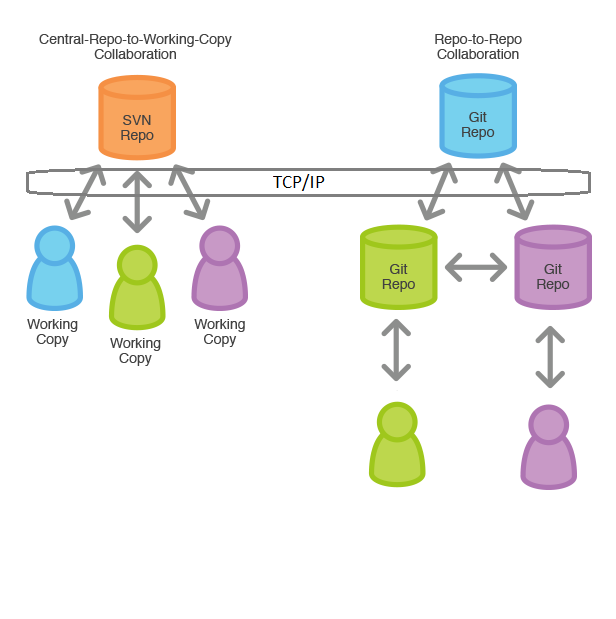 Central-Repo-to-Working-Copy
Collaboration
SVN
Repo
Working
Copy
Working
Copy
Working
Copy
Repo-to-Repo
Collaboration
Git
Repo
TCP/IP
Git
Repo
Git
Repo